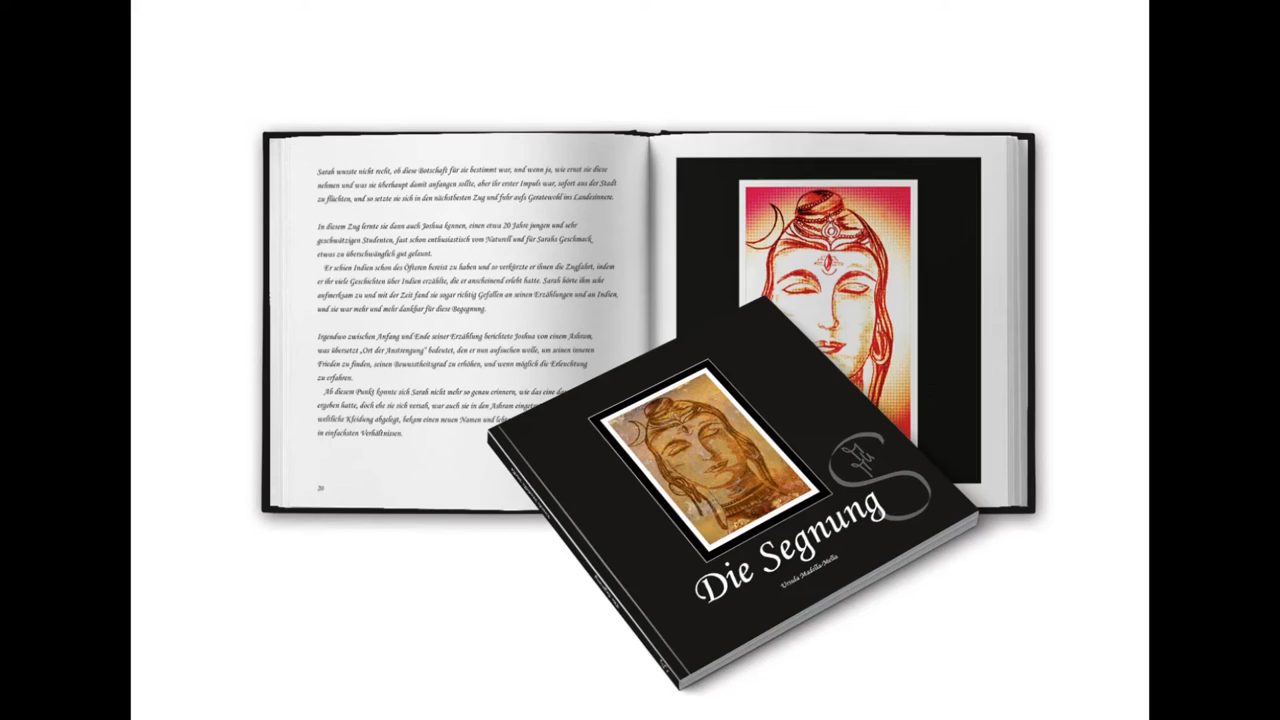 Sarah wusste nicht recht, ob diese Botschaft für sie bestimmt war, und wenn ja, wie ernst sie diese
nehmen und was sie überhaupt damit anfangen sollte, aber ihr erster Impuls war, sofort aus der Stadt
zu flüchten, und so setzte sie sich in den nächstbesten Zug und fuhr aufs Geratewohl ins Landesinnere.
In diesem Zug lernte sie dann auch Joshua kennen, einen etwa 20 Jahre jungen und sehr
geschwätzigen Studenten, fast schon enthusiastisch vom Naturell und für Sarahs Geschmack
etwas zu überschwänglich gut gelaunt.
Er schien Indien schon des Öfteren bereist zu haben und so verkürzte er ihnen die Zugfahrt, indem
er ihr viele Geschichten über Indien erzählte, die er anscheinend erlebt hatte. Sarah hörte ihm sehr
aufmerksam zu und mit der Zeit fand sie sogar richtig Gefallen an seinen Erzählungen und an Indien,
und sie war mehr und mehr dankbar für diese Begegnung.
Irgendwo zwischen Anfang und Ende seiner Erzählung berichtete Joshua von einem Ashram,
was übersetzt „Ort der Anstrengung" bedeutet, den er nun aufsuchen wolle, um seinen inneren
Frieden zu finden, seinen Bewusstheitsgrad zu erhöhen, und wenn möglich die Erleuchtung
zu erfahren.
Ab diesem Punkt konnte sich Sarah nicht mehr so genau erinnern, wie das eine
ergeben hatte, doch ehe sie sich versah, war auch sie in den Ashram
weltliche Kleidung abgelegt, bekam einen neuen Namen und
in einfachsten Verhältnissen.
20
Die Segnung
Ursula Madella-Mella